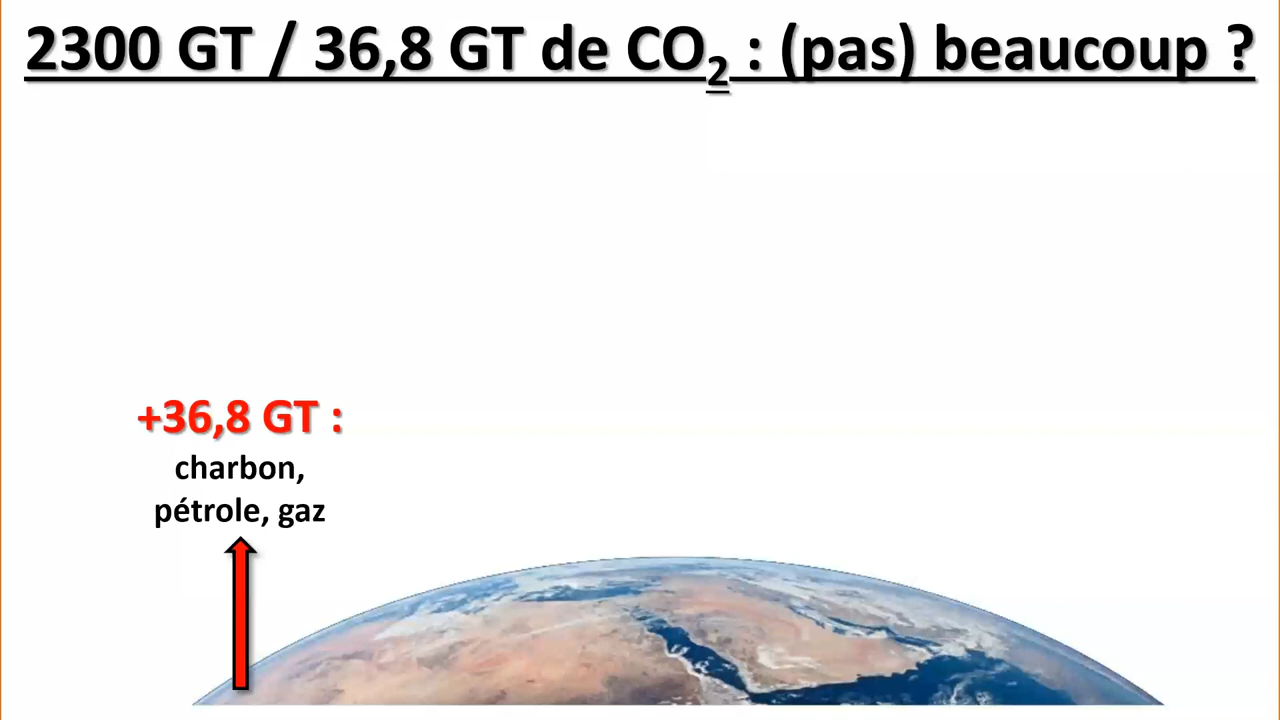 2300 GT / 36,8 GT de CO₂ : (pas) beaucoup ?
+36,8 GT :
charbon,
pétrole, gaz